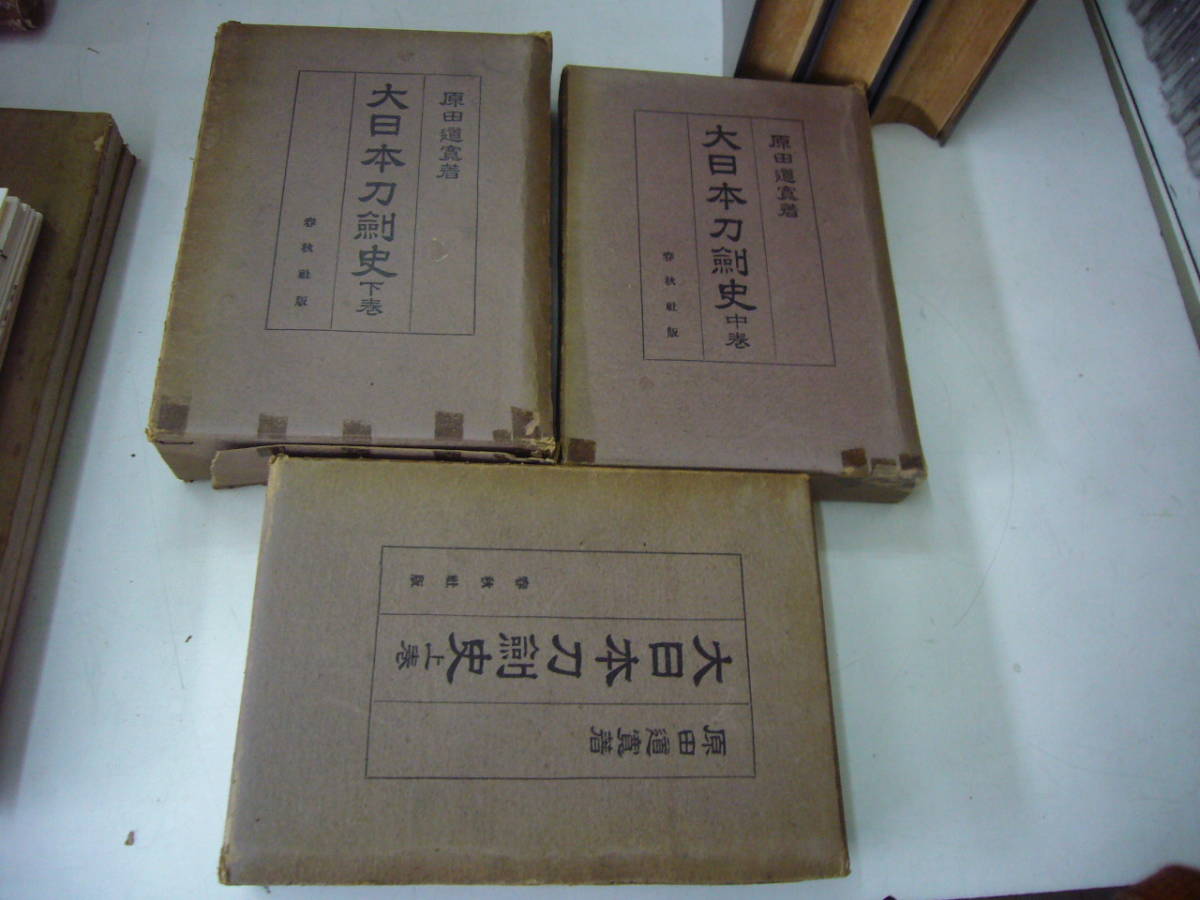 原田道寛著
大日本刀劍史下巻
春秋社版
原田道寛著
大日本刀劍史中巻
春秋社版
原田道寛著
大日本刀劍史上巻
春秋社版